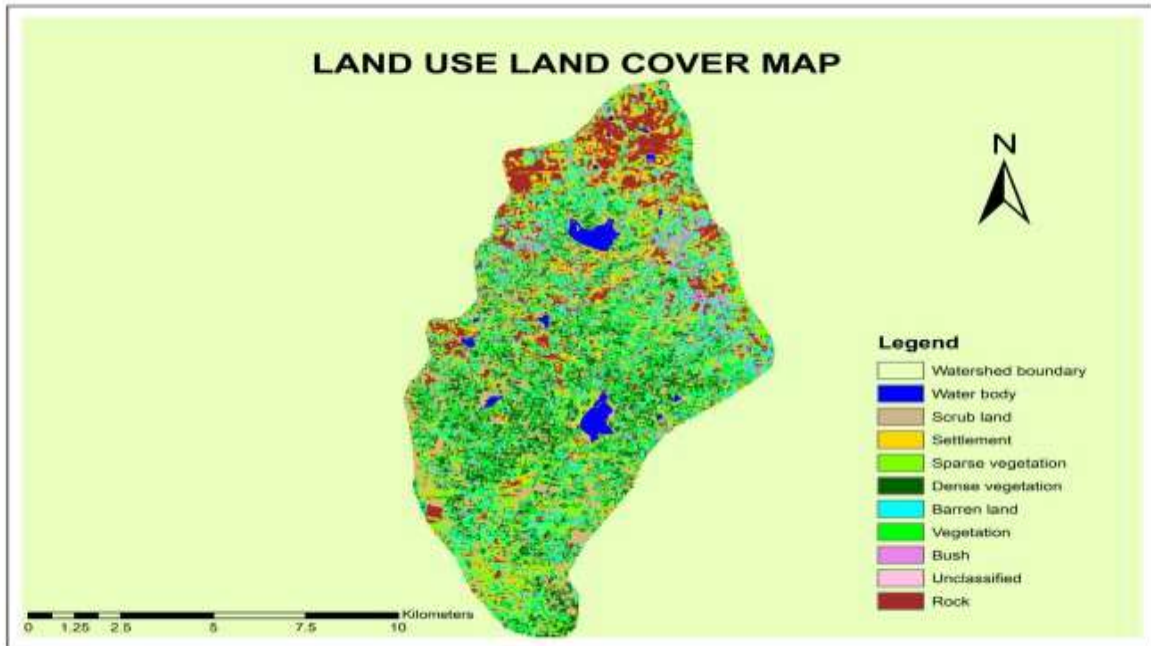 LAND USE LAND COVER MAP
N
Legend
Watershed boundary
Water body
Scrub land
Settlement
Sparse vegetation
Dense vegetation
Barren land
Vegetation
Bush
Unclassified
Rock
Kilometers
0 1.25 2.5 5 7.5 10